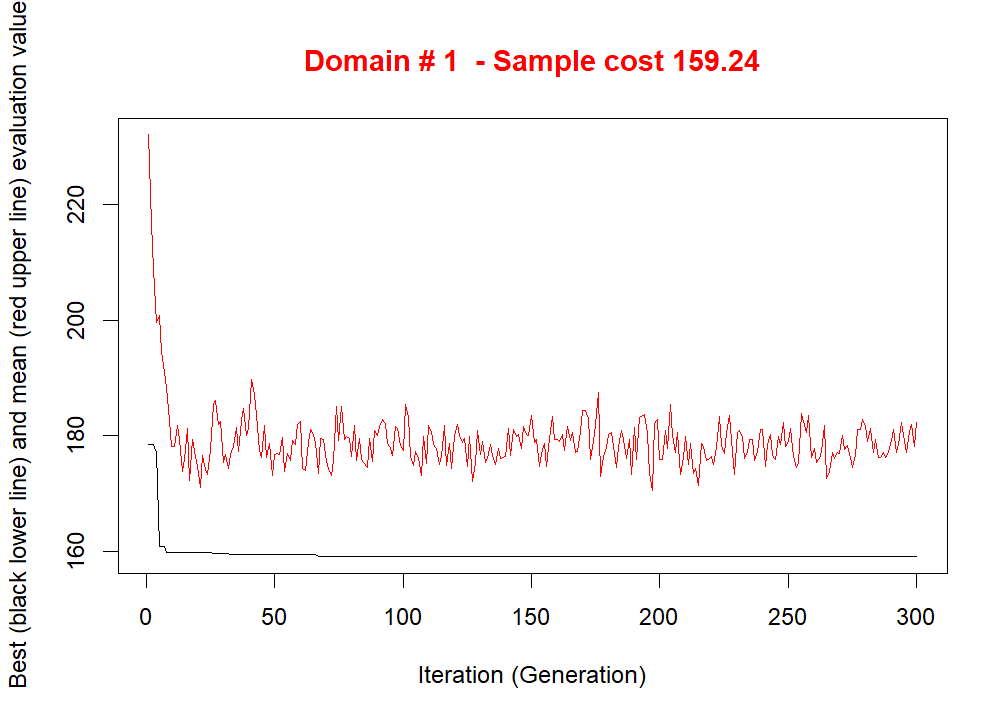 Domain # 1 - Sample cost 159.24
Best (black lower line) and mean (red upper line) evaluation value
220
200
180
160
0 50 100 150 200 250 300
Iteration (Generation)